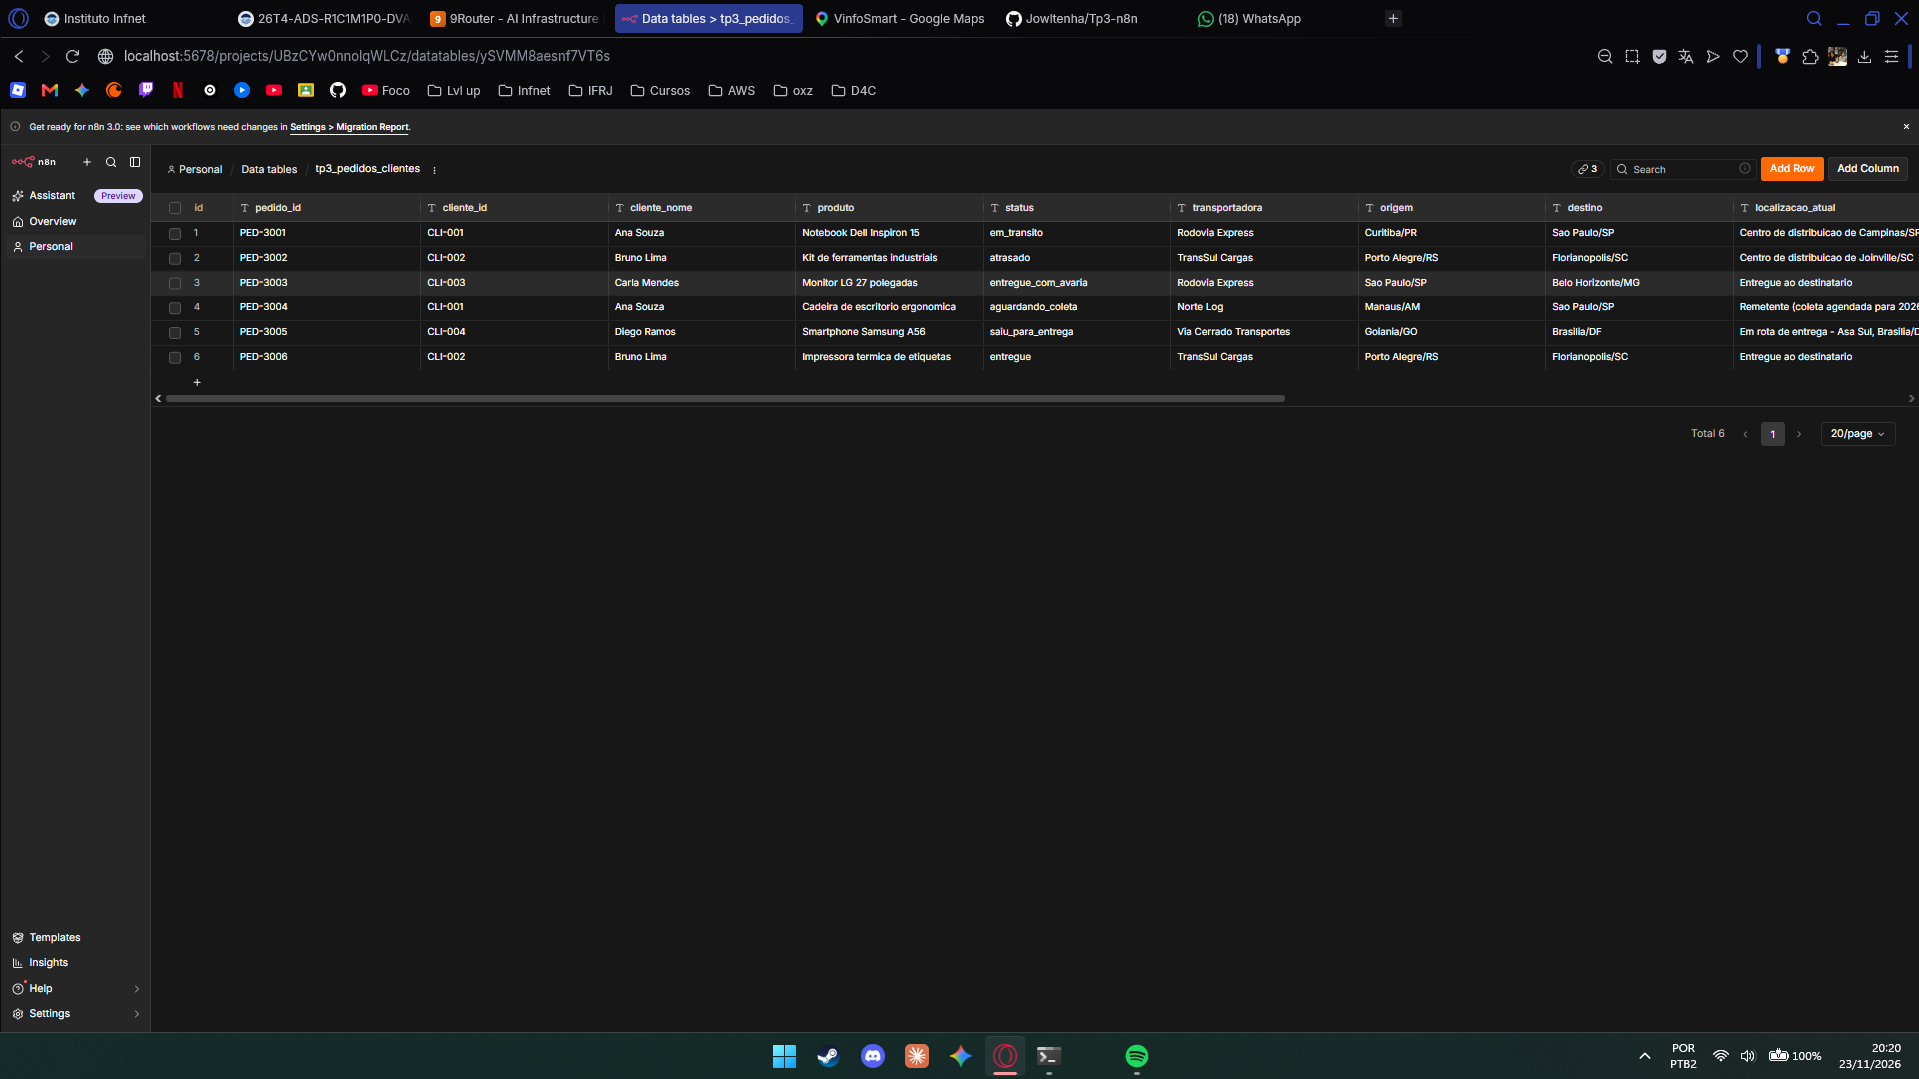 Instituto Infnet
26T4-ADS-R1C1M1P0-DVA
9Router - AI Infrastructure
Data tables > tp3_pedidos_
VinfoSmart - Google Maps
Jowltenha/Tp3-n8n
(18) WhatsApp
localhost:5678/projects/UBzCYw0nnolqWLCz/datatables/ySVMM8aesnf7VT6s
Foco Lvl up Infnet IFRJ Cursos AWS oxz D4C
Get ready for n8n 3.0: see which workflows need changes in Settings > Migration Report.
n8n
Assistant Preview
Overview
Personal
Personal / Data tables / tp3_pedidos_clientes
3 Search Add Row Add Column
id pedido_id cliente_id cliente_nome produto status transportadora origem destino localizacao_atual
1 PED-3001 CLI-001 Ana Souza Notebook Dell Inspiron 15 em_transito Rodovia Express Curitiba/PR Sao Paulo/SP Centro de distribuicao de Campinas/SP
2 PED-3002 CLI-002 Bruno Lima Kit de ferramentas industriais atrasado TransSul Cargas Porto Alegre/RS Florianopolis/SC Centro de distribuicao de Joinville/SC
3 PED-3003 CLI-003 Carla Mendes Monitor LG 27 polegadas entregue_com_avaria Rodovia Express Sao Paulo/SP Belo Horizonte/MG Entregue ao destinatario
4 PED-3004 CLI-001 Ana Souza Cadeira de escritorio ergonomica aguardando_coleta Norte Log Manaus/AM Sao Paulo/SP Remetente (coleta agendada para 2026
5 PED-3005 CLI-004 Diego Ramos Smartphone Samsung A56 saiu_para_entrega Via Cerrado Transportes Goiania/GO Brasilia/DF Em rota de entrega - Asa Sul, Brasilia/D
6 PED-3006 CLI-002 Bruno Lima Impressora termica de etiquetas entregue TransSul Cargas Porto Alegre/RS Florianopolis/SC Entregue ao destinatario
Total 6 1 20/page
Templates
Insights
Help
Settings
POR
PTB2
100%
20:20
23/11/2026